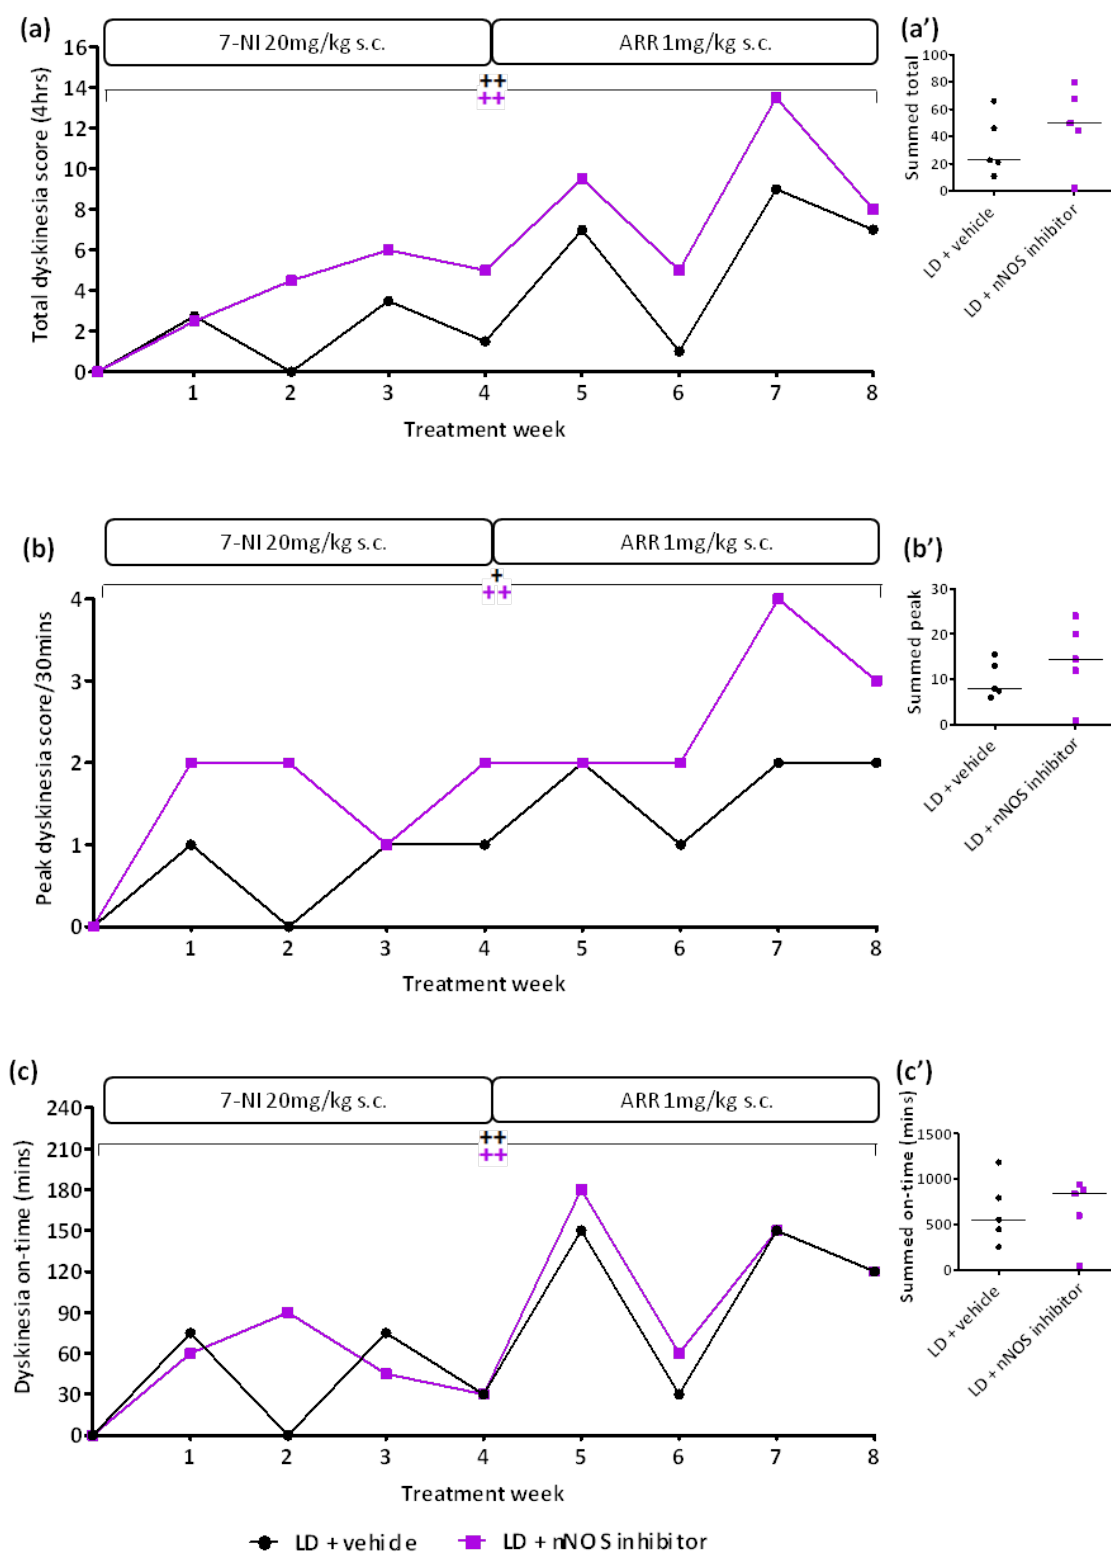 (a)
7-NI 20mg/kg s.c.
ARR 1mg/kg s.c.
++
++
Total dyskinesia score (4hrs)
16
14
12
10
8
6
4
2
0
1 2 3 4 5 6 7 8
Treatment week
(a')
Summed total
100
80
60
40
20
0
LD + vehicle
LD + nNOS inhibitor
(b)
7-NI 20mg/kg s.c.
ARR 1mg/kg s.c.
+
++
Peak dyskinesia score/30mins
4
3
2
1
0
1 2 3 4 5 6 7 8
Treatment week
(b')
Summed peak
30
20
10
0
LD + vehicle
LD + nNOS inhibitor
(c)
7-NI 20mg/kg s.c.
ARR 1mg/kg s.c.
++
++
Dyskinesia on-time (mins)
240
210
180
150
120
90
60
30
0
1 2 3 4 5 6 7 8
Treatment week
(c')
Summed on-time (mins)
1500
1000
500
0
LD + vehicle
LD + nNOS inhibitor
LD + vehicle
LD + nNOS inhibitor